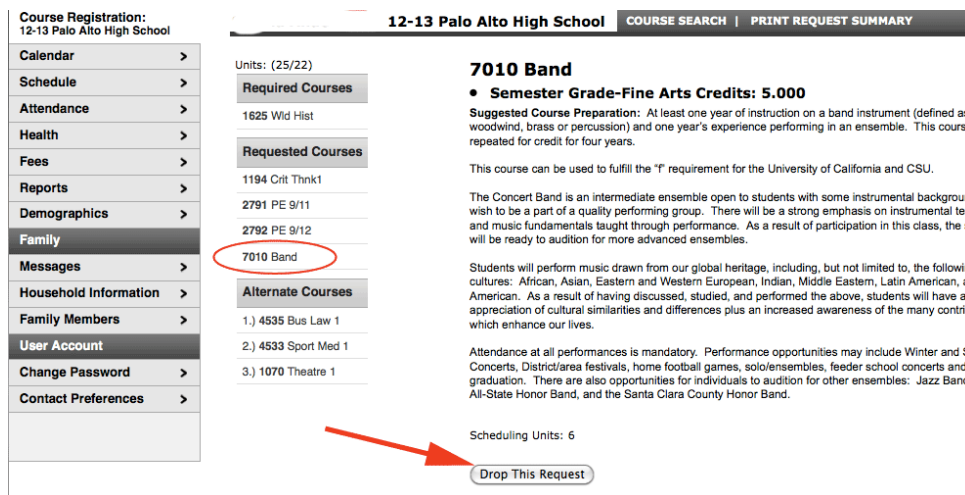 Course Registration:
12-13 Palo Alto High School
Calendar >
Schedule >
Attendance >
Health >
Fees >
Reports >
Demographics >
Family
Messages >
Household Information >
Family Members >
User Account
Change Password >
Contact Preferences >
12-13 Palo Alto High School COURSE SEARCH | PRINT REQUEST SUMMARY
Units: (25/22)
Required Courses
1625 Wld Hist
Requested Courses
1194 Crit Thnk1
2791 PE 9/11
2792 PE 9/12
7010 Band
Alternate Courses
1.) 4535 Bus Law 1
2.) 4533 Sport Med 1
3.) 1070 Theatre 1
7010 Band
• Semester Grade-Fine Arts Credits: 5.000
Suggested Course Preparation: At least one year of instruction on a band instrument (defined as
woodwind, brass or percussion) and one year's experience performing in an ensemble. This cours
repeated for credit for four years.
This course can be used to fulfill the "f" requirement for the University of California and CSU.
The Concert Band is an intermediate ensemble open to students with some instrumental backgrou
wish to be a part of a quality performing group. There will be a strong emphasis on instrumental te
and music fundamentals taught through performance. As a result of participation in this class, the
will be ready to audition for more advanced ensembles.
Students will perform music drawn from our global heritage, including, but not limited to, the followi
cultures: African, Asian, Eastern and Western European, Indian, Middle Eastern, Latin American,
American. As a result of having discussed, studied, and performed the above, students will have a
appreciation of cultural similarities and differences plus an increased awareness of the many contri
which enhance our lives.
Attendance at all performances is mandatory. Performance opportunities may include Winter and
Concerts, District/area festivals, home football games, solo/ensembles, feeder school concerts and
graduation. There are also opportunities for individuals to audition for other ensembles: Jazz Band
All-State Honor Band, and the Santa Clara County Honor Band.
Scheduling Units: 6
Drop This Request